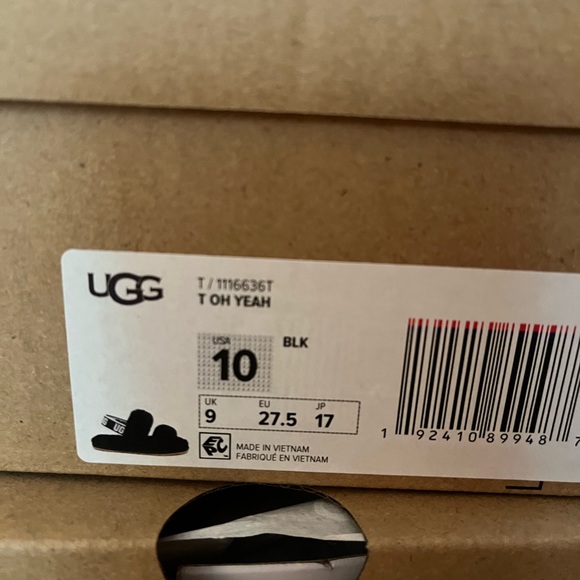 UGG
T / 1116636T
T OH YEAH
USA
10
BLK
UK EU JP
9 27.5 17
MADE IN VIETNAM
FABRIQUÉ EN VIETNAM
UG
1 92410 89948 7